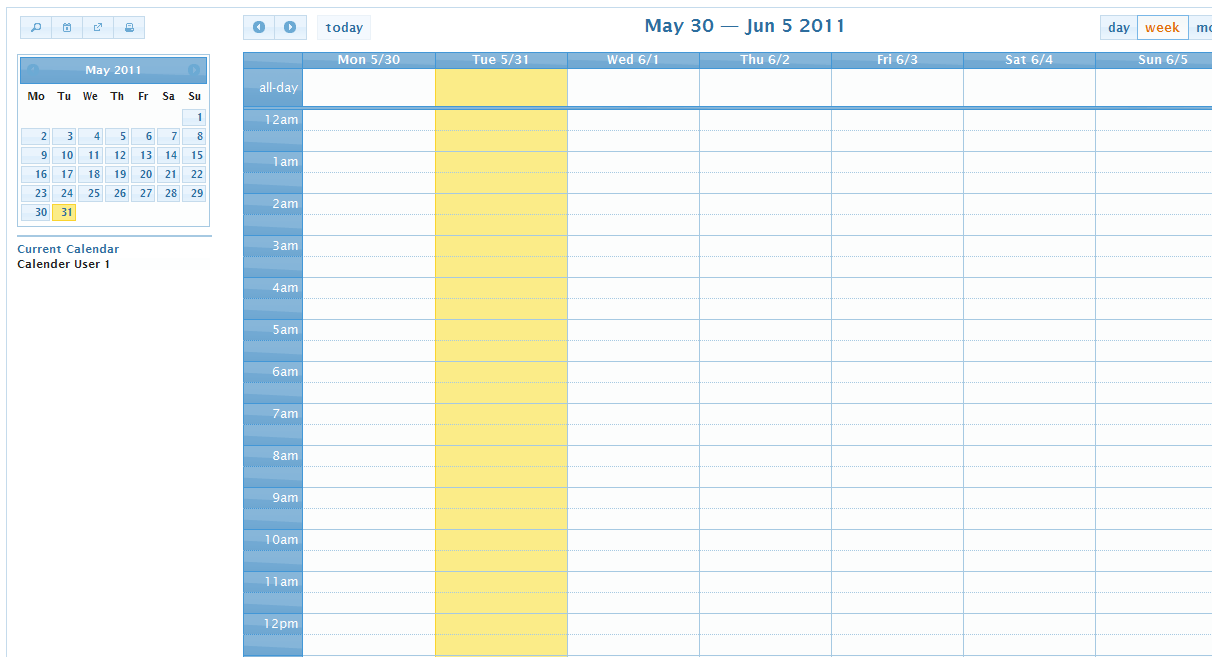 today
May 30 — Jun 5 2011
day week mo
May 2011
Mo Tu We Th Fr Sa Su
1
2 3 4 5 6 7 8
9 10 11 12 13 14 15
16 17 18 19 20 21 22
23 24 25 26 27 28 29
30 31
Current Calendar
Calender User 1
Mon 5/30 Tue 5/31 Wed 6/1 Thu 6/2 Fri 6/3 Sat 6/4 Sun 6/5
all-day
12am
1am
2am
3am
4am
5am
6am
7am
8am
9am
10am
11am
12pm